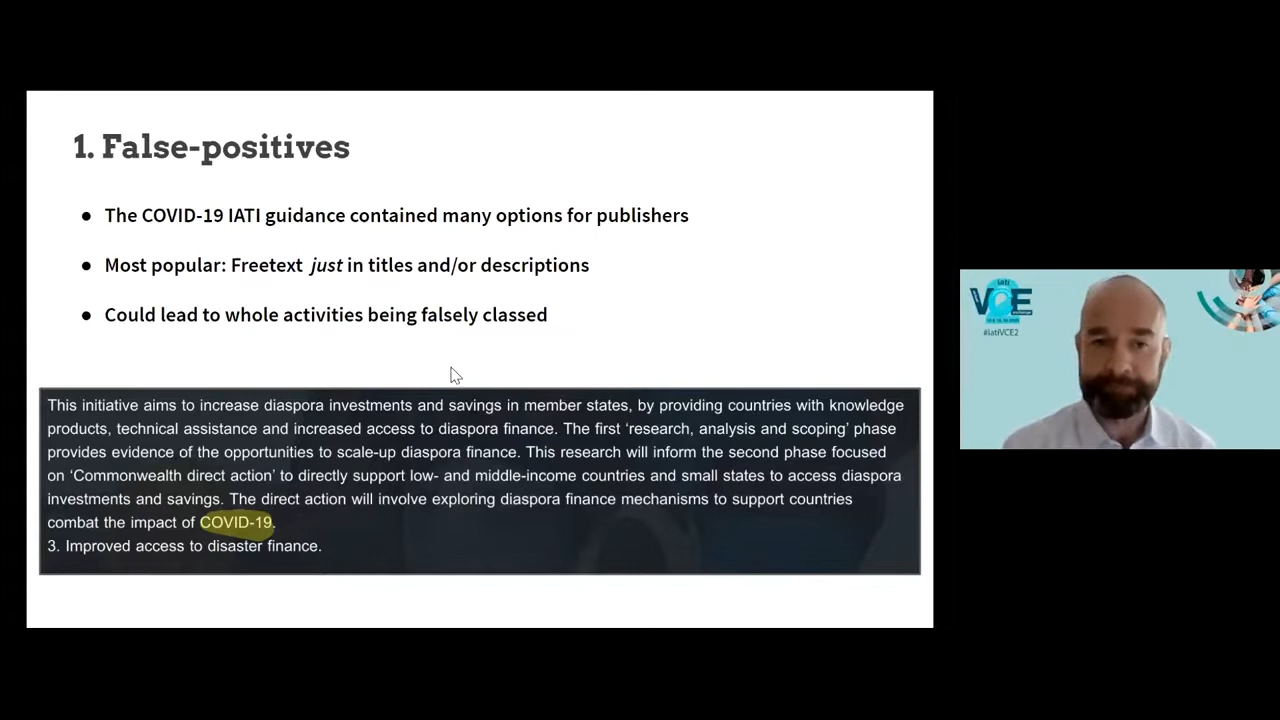 1. False-positives
● The COVID-19 IATI guidance contained many options for publishers
● Most popular: Freetext just in titles and/or descriptions
● Could lead to whole activities being falsely classed
This initiative aims to increase diaspora investments and savings in member states, by providing countries with knowledge
products, technical assistance and increased access to diaspora finance. The first ‘research, analysis and scoping’ phase
provides evidence of the opportunities to scale-up diaspora finance. This research will inform the second phase focused
on ‘Commonwealth direct action’ to directly support low- and middle-income countries and small states to access diaspora
investments and savings. The direct action will involve exploring diaspora finance mechanisms to support countries
combat the impact of COVID-19.
3. Improved access to disaster finance.
iati
VCE
#iatiVCE2